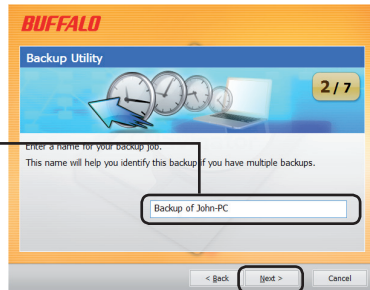 BUFFALO
Backup Utility
2/7
Enter a name for your backup job.
This name will help you identify this backup if you have multiple backups.
Backup of John-PC
< Back
Next >
Cancel